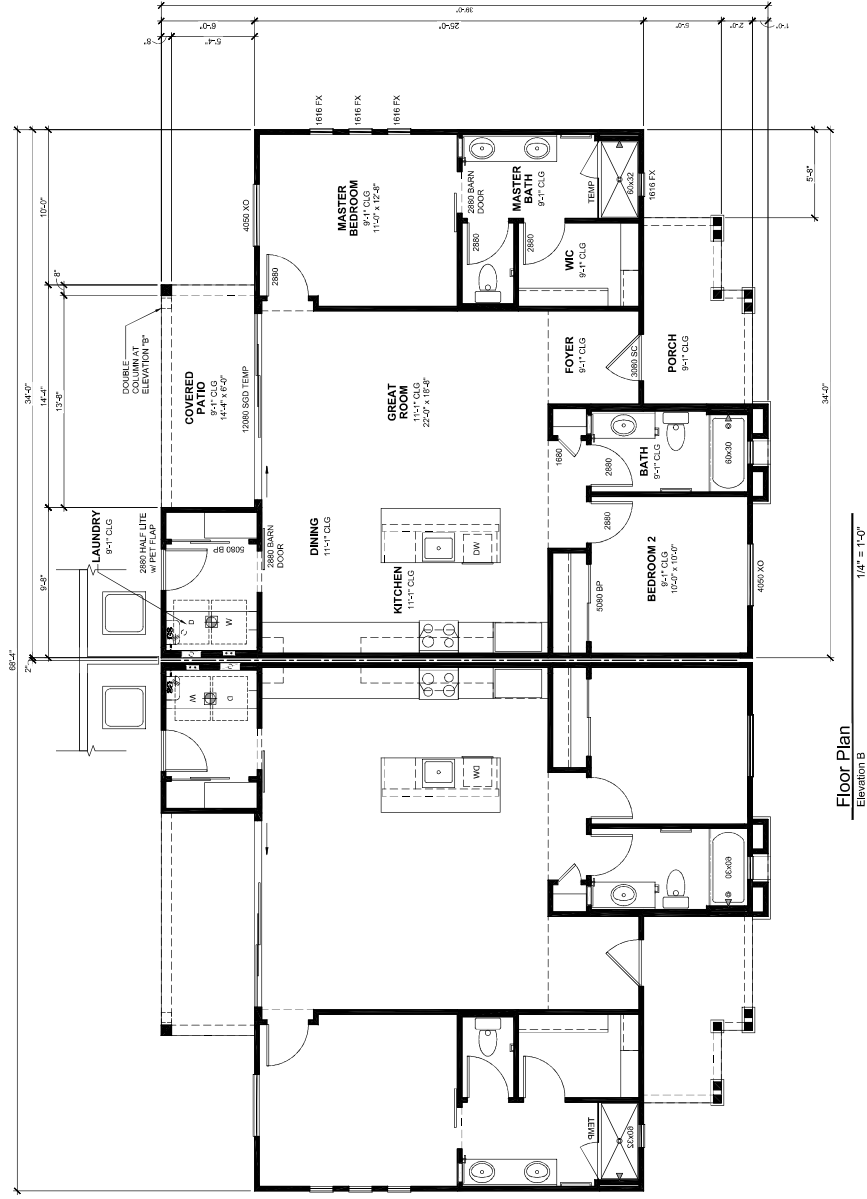 39'-0"
8"
6'-0"
25'-0"
5'-0"
2'-0"
1'-0"
5'-4"
68'-4"
34'-0"
2"
10'-0"
14'-4"
9'-8"
8"
13'-8"
34'-0"
5'-8"
1616 FX
1616 FX
1616 FX
4050 XO
MASTER
BEDROOM
9'-1" CLG
11'-0" x 12'-8"
2880
2880 BARN
DOOR
MASTER
BATH
9'-1" CLG
TEMP
60x32
1616 FX
2880
2880
WIC
9'-1" CLG
DOUBLE
COLUMN AT
ELEVATION "B"
COVERED
PATIO
9'-1" CLG
14'-4" x 6'-0"
12080 SGD TEMP
GREAT
ROOM
11'-1" CLG
22'-0" x 18'-8"
FOYER
9'-1" CLG
3080 SC
PORCH
9'-1" CLG
1680
2880
BATH
9'-1" CLG
60x30
LAUNDRY
9'-1" CLG
2880 HALF LITE
w/ PET FLAP
5080 BP
2880 BARN
DOOR
D
W
DINING
11'-1" CLG
KITCHEN
11'-1" CLG
DW
2880
BEDROOM 2
9'-1" CLG
10'-0" x 10'-0"
5080 BP
4050 XO
W
D
DW
60x30
TEMP
60x32
Floor Plan
Elevation B
1/4" = 1'-0"